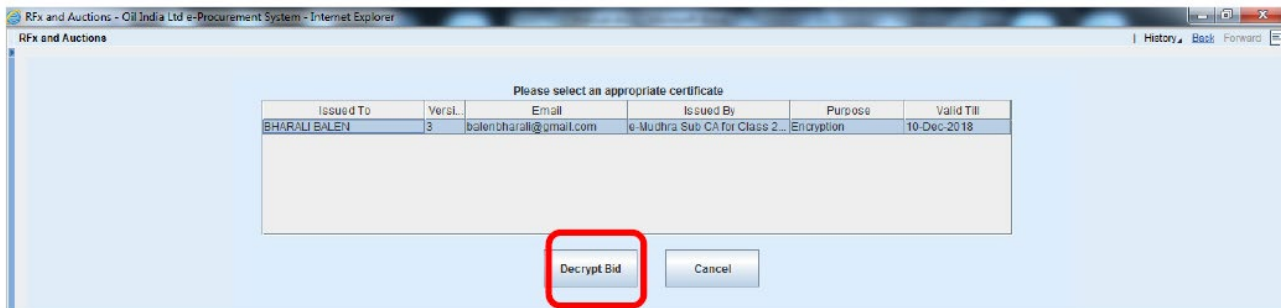 RFx and Auctions - Oil India Ltd e-Procurement System - Internet Explorer
RFx and Auctions | History Back Forward
Please select an appropriate certificate
Issued To Versi... Email Issued By Purpose Valid Till
BHARALI BALEN 3 balenbharali@gmail.com e-Mudhra Sub CA for Class 2... Encryption 10-Dec-2018
Decrypt Bid Cancel